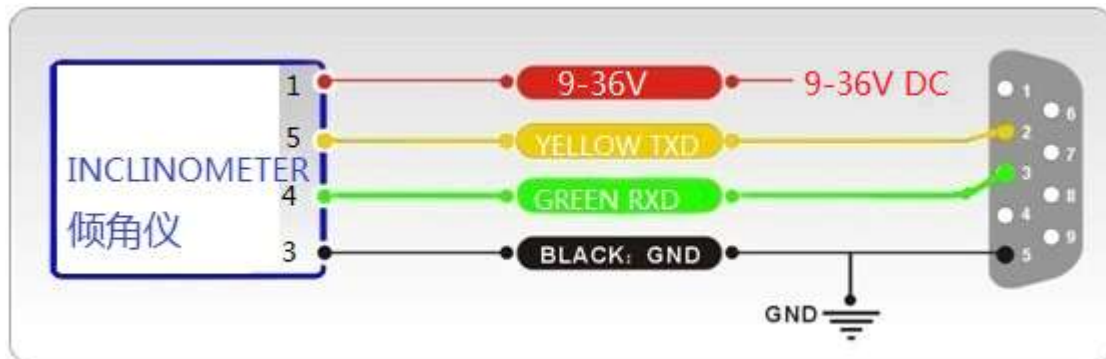 INCLINOMETER
倾角仪
1
5
4
3
9-36V
9-36V DC
YELLOW TXD
GREEN RXD
BLACK: GND
GND
1
2
3
4
5
6
7
8
9